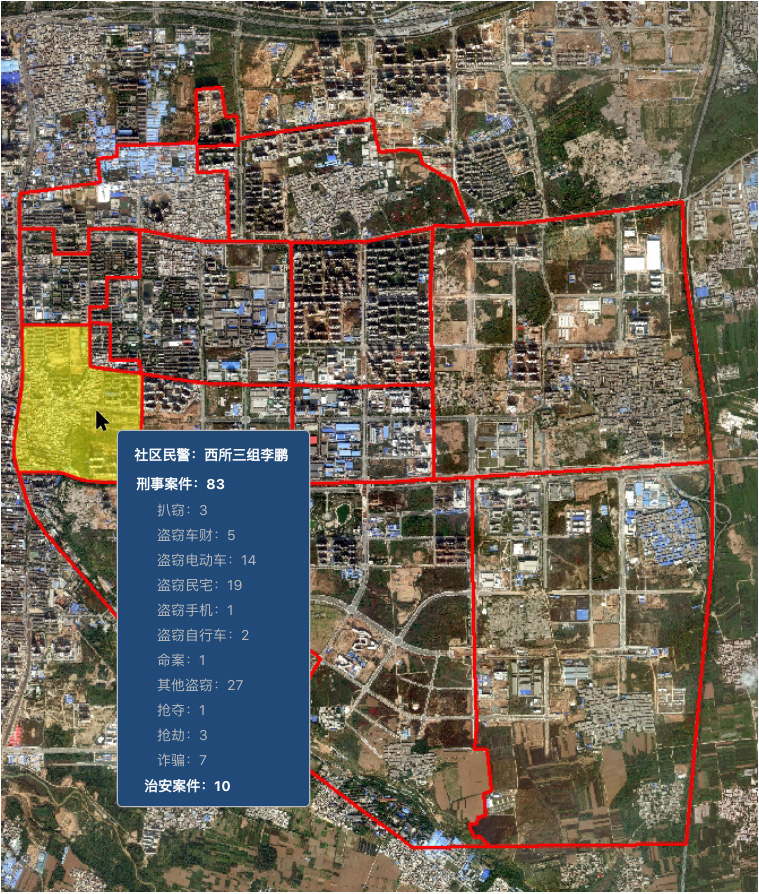 社区民警：西所三组李鹏
刑事案件：83
扒窃：3
盗窃车财：5
盗窃电动车：14
盗窃民宅：19
盗窃手机：1
盗窃自行车：2
命案：1
其他盗窃：27
抢夺：1
抢劫：3
诈骗：7
治安案件：10